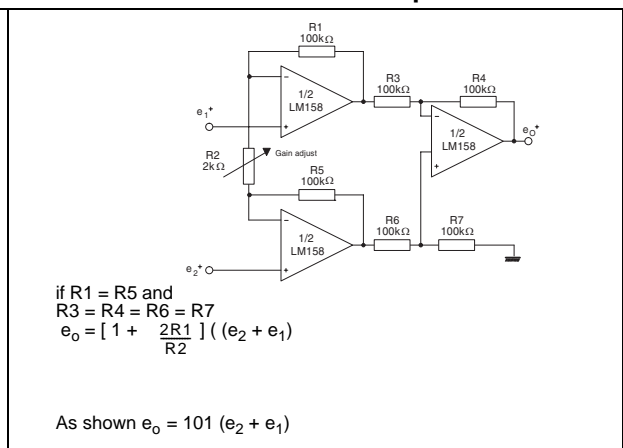 R1
100kΩ
R3
100kΩ
R4
100kΩ
1/2
LM158
e1+
eO+
1/2
LM158
R2
2kΩ
Gain adjust
R5
100kΩ
R6
100kΩ
R7
100kΩ
1/2
LM158
e2+
if R1 = R5 and
R3 = R4 = R6 = R7
eo = [ 1 + 2R1/R2 ] ( (e2 + e1)
As shown eo = 101 (e2 + e1)